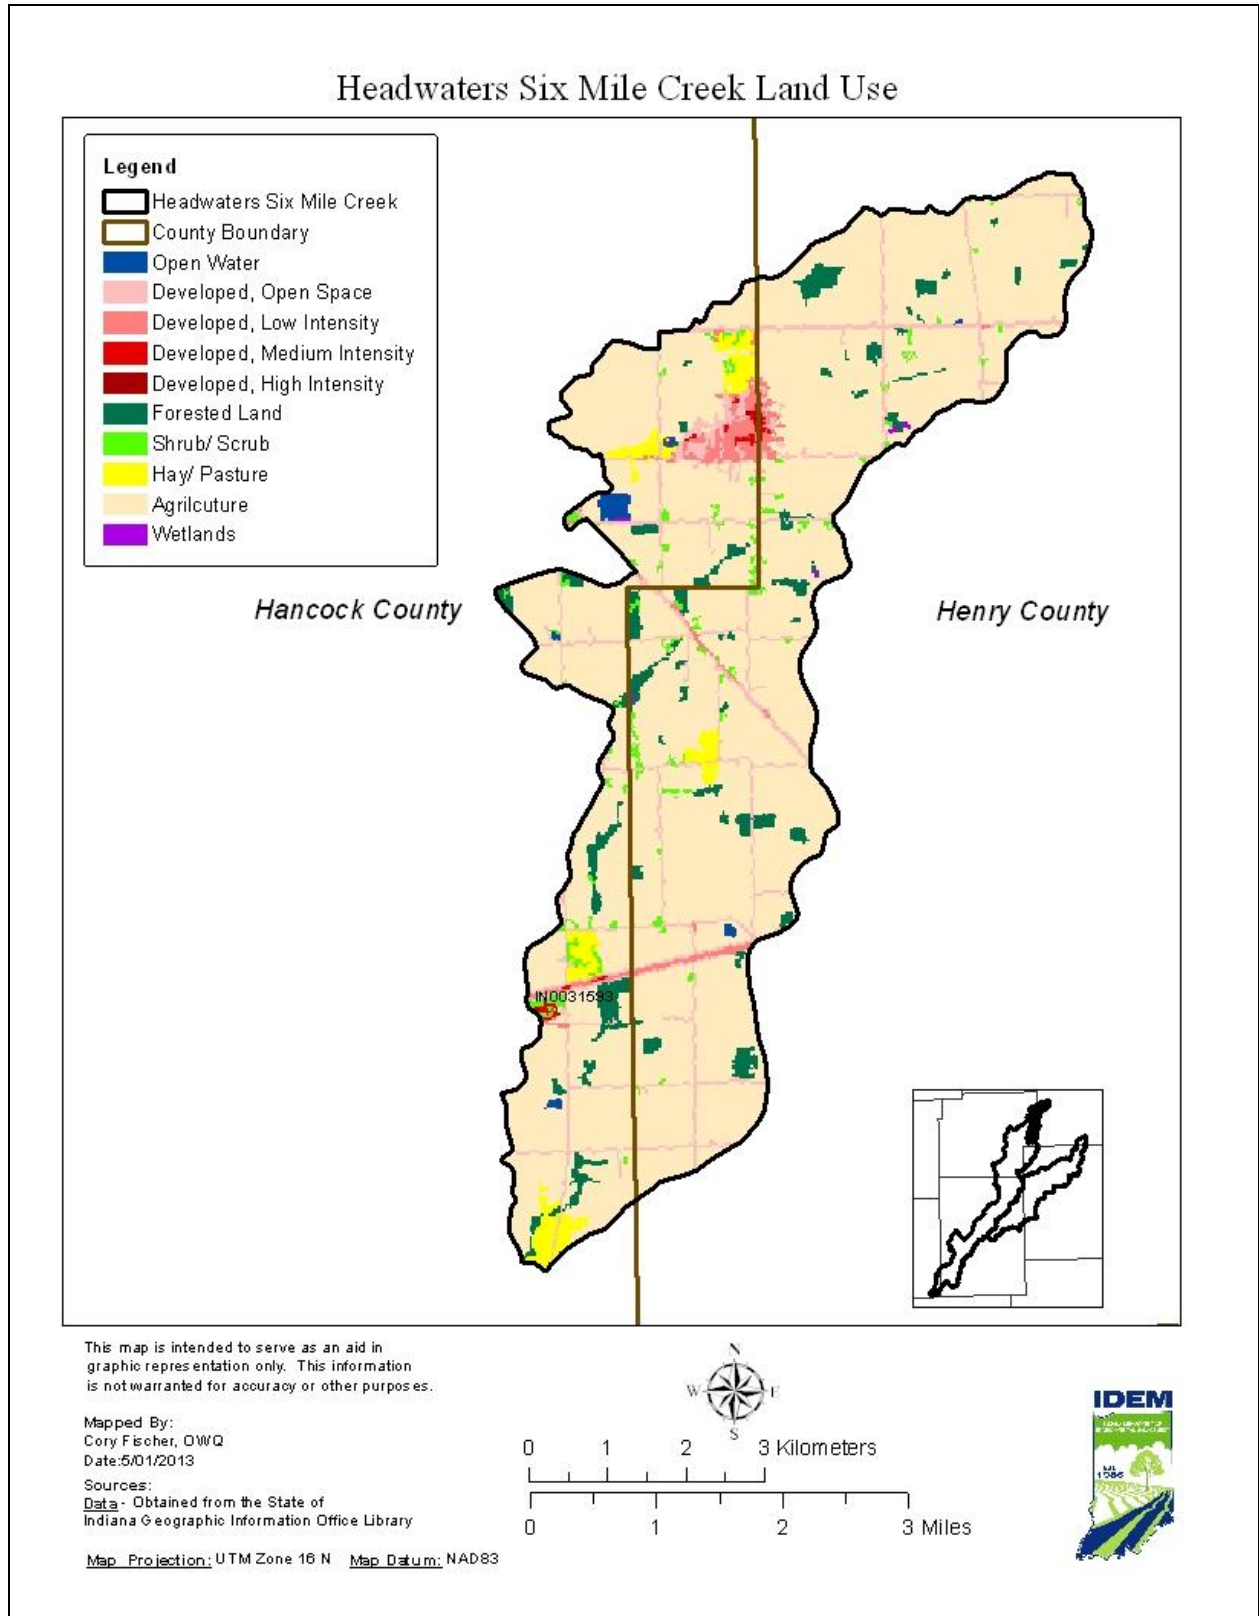 Headwaters Six Mile Creek Land Use
Legend
Headwaters Six Mile Creek
County Boundary
Open Water
Developed, Open Space
Developed, Low Intensity
Developed, Medium Intensity
Developed, High Intensity
Forested Land
Shrub/ Scrub
Hay/ Pasture
Agrilcuture
Wetlands
Hancock County
Henry County
IN0031593
This map is intended to serve as an aid in
graphic representation only. This information
is not warranted for accuracy or other purposes.
Mapped By:
Cory Fischer, OWQ
Date:5/01/2013
Sources:
Data - Obtained from the State of
Indiana Geographic Information Office Library
Map Projection: UTM Zone 16 N Map Datum: NAD83
N
W E
S
0 1 2 3 Kilometers
0 1 2 3 Miles
IDEM
1986